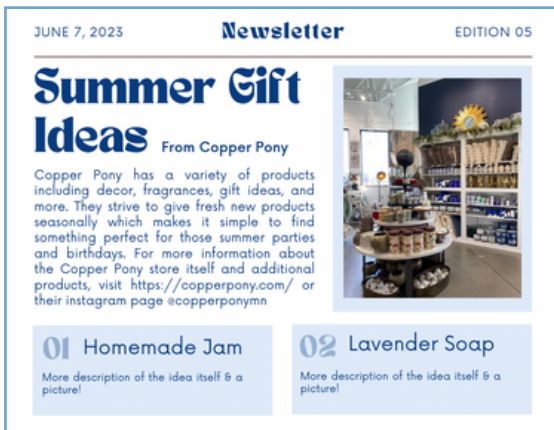 JUNE 7, 2023 Newsletter EDITION 05
Summer Gift
Ideas From Copper Pony
Copper Pony has a variety of products
including decor, fragrances, gift ideas, and
more. They strive to give fresh new products
seasonally which makes it simple to find
something perfect for those summer parties
and birthdays. For more information about
the Copper Pony store itself and additional
products, visit https://copperpony.com/ or
their instagram page @copperponymn
01 Homemade Jam
More description of the idea itself & a
picture!
02 Lavender Soap
More description of the idea itself & a
picture!